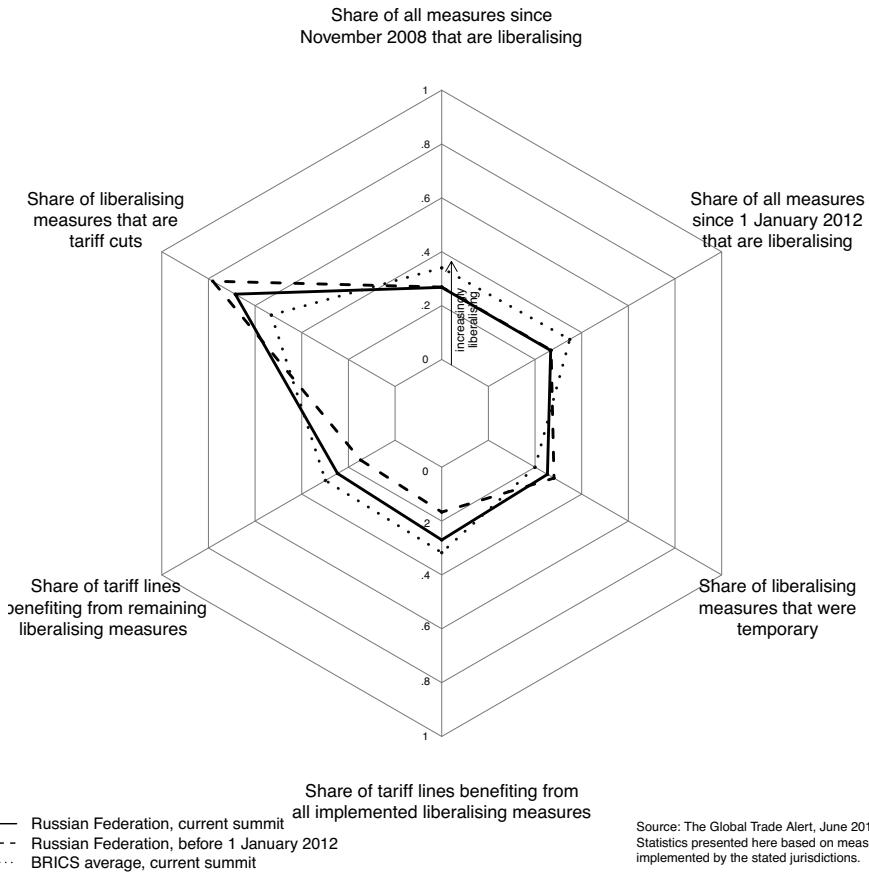 Share of all measures since
November 2008 that are liberalising
Share of liberalising
measures that are
tariff cuts
Share of all measures
since 1 January 2012
that are liberalising
1
.8
.6
.4
.2
0
increasingly
liberalising
0
.2
.4
.6
.8
1
Share of tariff lines
benefiting from remaining
liberalising measures
Share of liberalising
measures that were
temporary
Share of tariff lines benefiting from
all implemented liberalising measures
Russian Federation, current summit
Russian Federation, before 1 January 2012
BRICS average, current summit
Source: The Global Trade Alert, June
Statistics presented here based on
implemented by the stated jurisdictions.